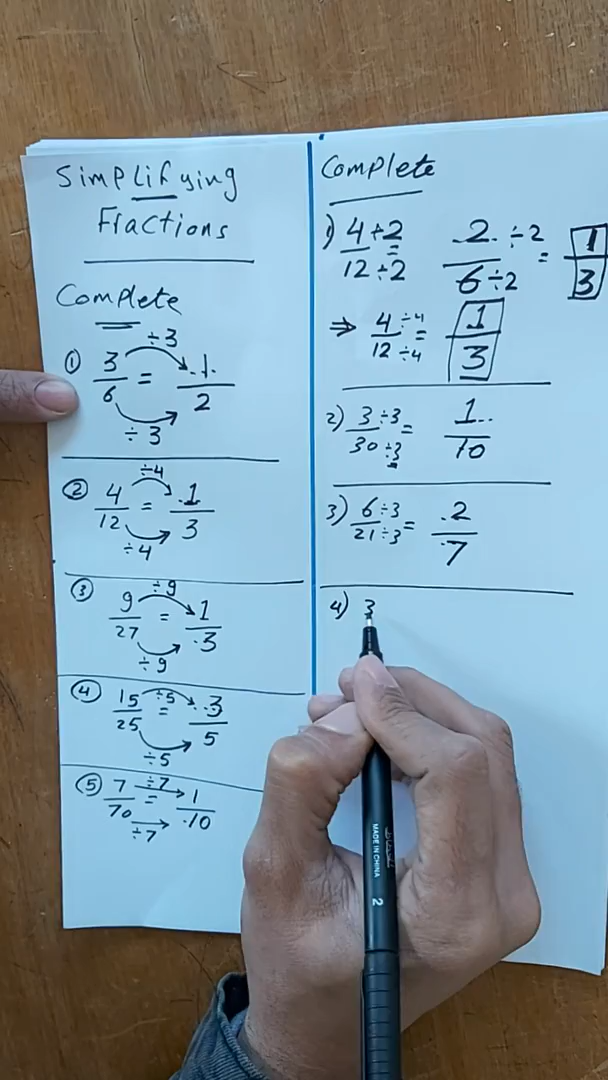 Simplifying
Fractions
Complete
① 3/6 = 1/2
÷3
÷3
② 4/12 = 1/3
÷4
÷4
③ 9/27 = 1/3
÷9
÷9
④ 15/25 = 3/5
÷5
÷5
⑤ 7/70 = 1/10
÷7
÷7
Complete
1) 4÷2/12÷2 = 2÷2/6÷2 = 1/3
⇒ 4÷4/12÷4 = 1/3
2) 3÷3/30÷3 = 1/10
3) 6÷3/21÷3 = 2/7
4) 3
MADE IN CHINA 2